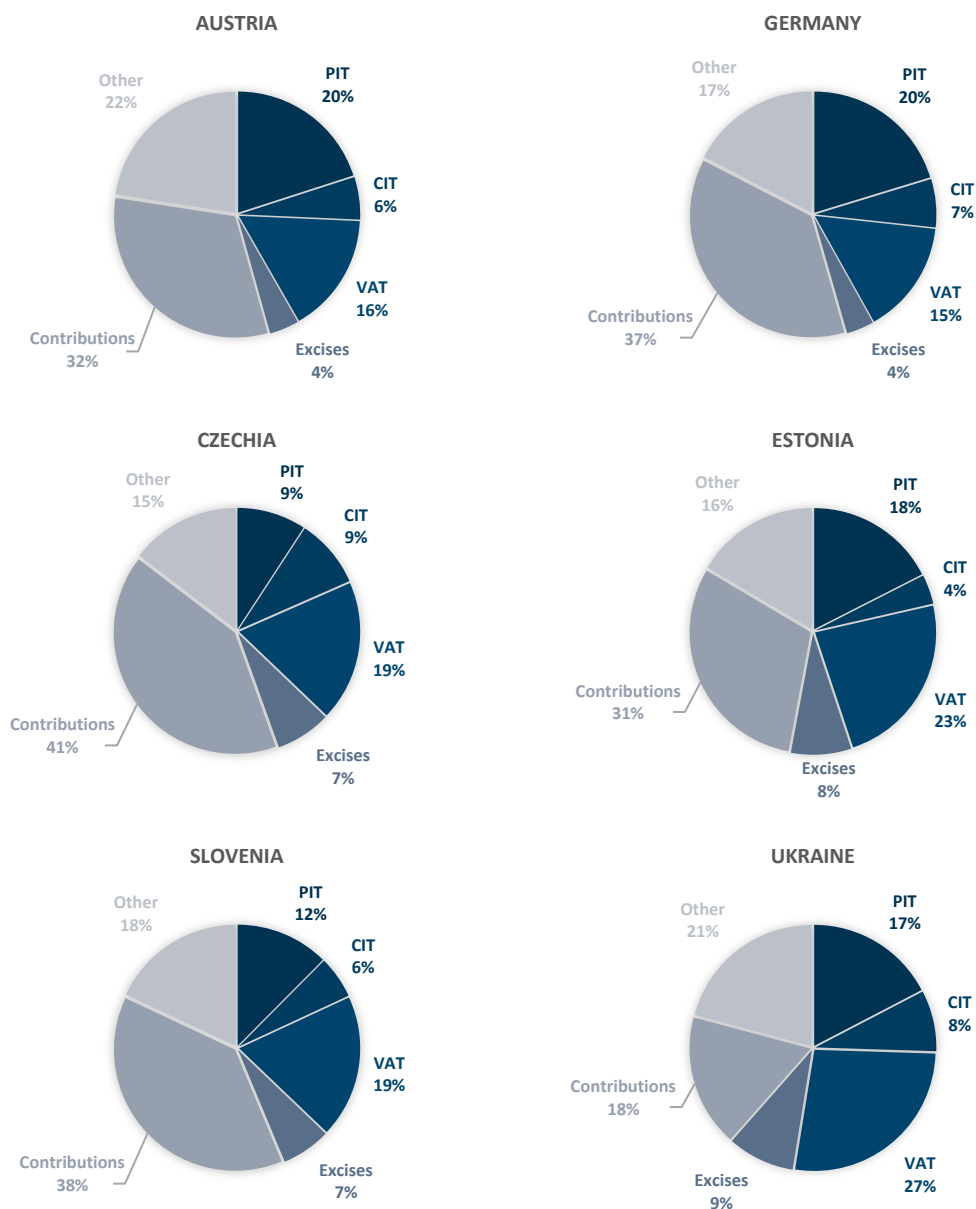 AUSTRIA
PIT
20%
CIT
6%
VAT
16%
Excises
4%
Contributions
32%
Other
22%
GERMANY
PIT
20%
CIT
7%
VAT
15%
Excises
4%
Contributions
37%
Other
17%
CZECHIA
PIT
9%
CIT
9%
VAT
19%
Excises
7%
Contributions
41%
Other
15%
ESTONIA
PIT
18%
CIT
4%
VAT
23%
Excises
8%
Contributions
31%
Other
16%
SLOVENIA
PIT
12%
CIT
6%
VAT
19%
Excises
7%
Contributions
38%
Other
18%
UKRAINE
PIT
17%
CIT
8%
VAT
27%
Excises
9%
Contributions
18%
Other
21%